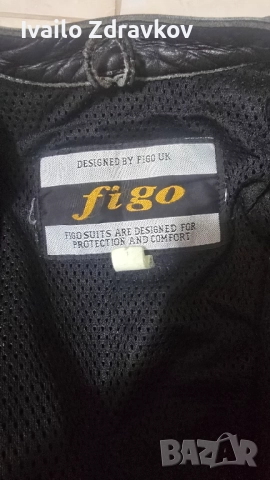 Ivailo Zdravkov
DESIGNED BY FIGO UK
figo
FIGO SUITS ARE DESIGNED FOR
PROTECTION AND COMFORT
BAZAR